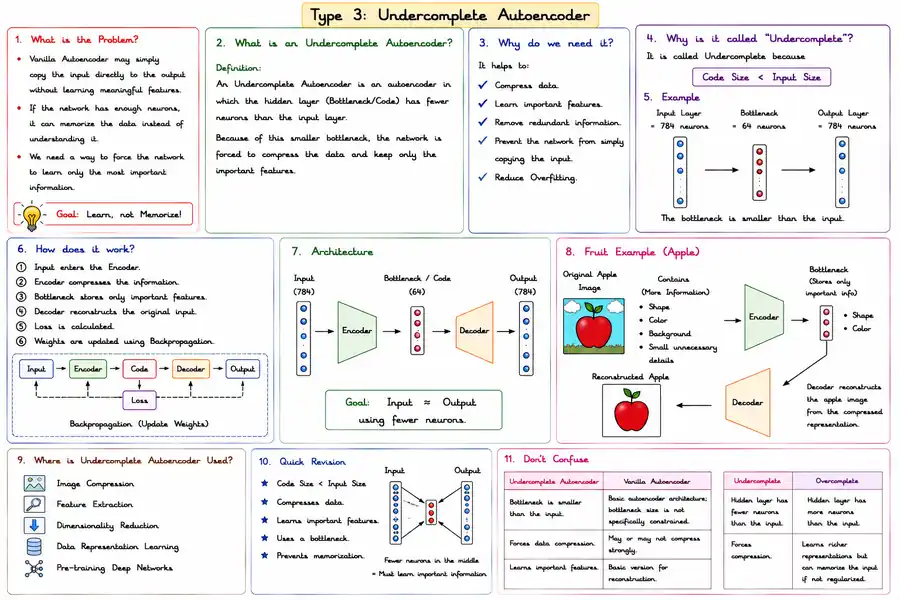 Type 3: Undercomplete Autoencoder
1. What is the Problem?
• Vanilla Autoencoder may simply
copy the input directly to the output
without learning meaningful features.
• If the network has enough neurons,
it can memorize the data instead of
understanding it.
• We need a way to force the network
to learn only the most important
information.
Goal: Learn, not Memorize!
2. What is an Undercomplete Autoencoder?
Definition:
An Undercomplete Autoencoder is an autoencoder in
which the hidden layer (Bottleneck/Code) has fewer
neurons than the input layer.
Because of this smaller bottleneck, the network is
forced to compress the data and keep only the
important features.
3. Why do we need it?
It helps to:
✓ Compress data.
✓ Learn important features.
✓ Remove redundant information.
✓ Prevent the network from simply
copying the input.
✓ Reduce Overfitting.
4. Why is it called "Undercomplete"?
It is called Undercomplete because
Code Size < Input Size
5. Example
Input Layer
= 784 neurons
Bottleneck
= 64 neurons
Output Layer
= 784 neurons
The bottleneck is smaller than the input.
6. How does it work?
① Input enters the Encoder.
② Encoder compresses the information.
③ Bottleneck stores only important features.
④ Decoder reconstructs the original input.
⑤ Loss is calculated.
⑥ Weights are updated using Backpropagation.
Input
Encoder
Code
Decoder
Output
Loss
Backpropagation (Update Weights)
7. Architecture
Input
(784)
Bottleneck / Code
(64)
Output
(784)
Encoder
Decoder
Goal: Input ≈ Output
using fewer neurons.
8. Fruit Example (Apple)
Original Apple
Image
Contains
(More Information)
• Shape
• Color
• Background
• Small unnecessary
details
Encoder
Bottleneck
(Stores only
important info)
• Shape
• Color
Reconstructed Apple
Decoder
Decoder reconstructs
the apple image
from the compressed
representation.
9. Where is Undercomplete Autoencoder Used?
Image Compression
Feature Extraction
Dimensionality Reduction
Data Representation Learning
Pre-training Deep Networks
10. Quick Revision
★ Code Size < Input Size
★ Compresses data.
★ Learns important features.
★ Uses a bottleneck.
★ Prevents memorization.
Input
Output
Fewer neurons in the middle
= Must learn important information
11. Don't Confuse
Undercomplete Autoencoder
Vanilla Autoencoder
Bottleneck is smaller
than the input.
Basic autoencoder architecture;
bottleneck size is not
specifically constrained.
Forces data compression.
May or may not compress
strongly.
Learns important features.
Basic version for
reconstruction.
Undercomplete
Overcomplete
Hidden layer has
fewer neurons
than the input.
Hidden layer has
more neurons
than the input.
Forces
compression.
Learns richer
representations but
can memorize the input
if not regularized.